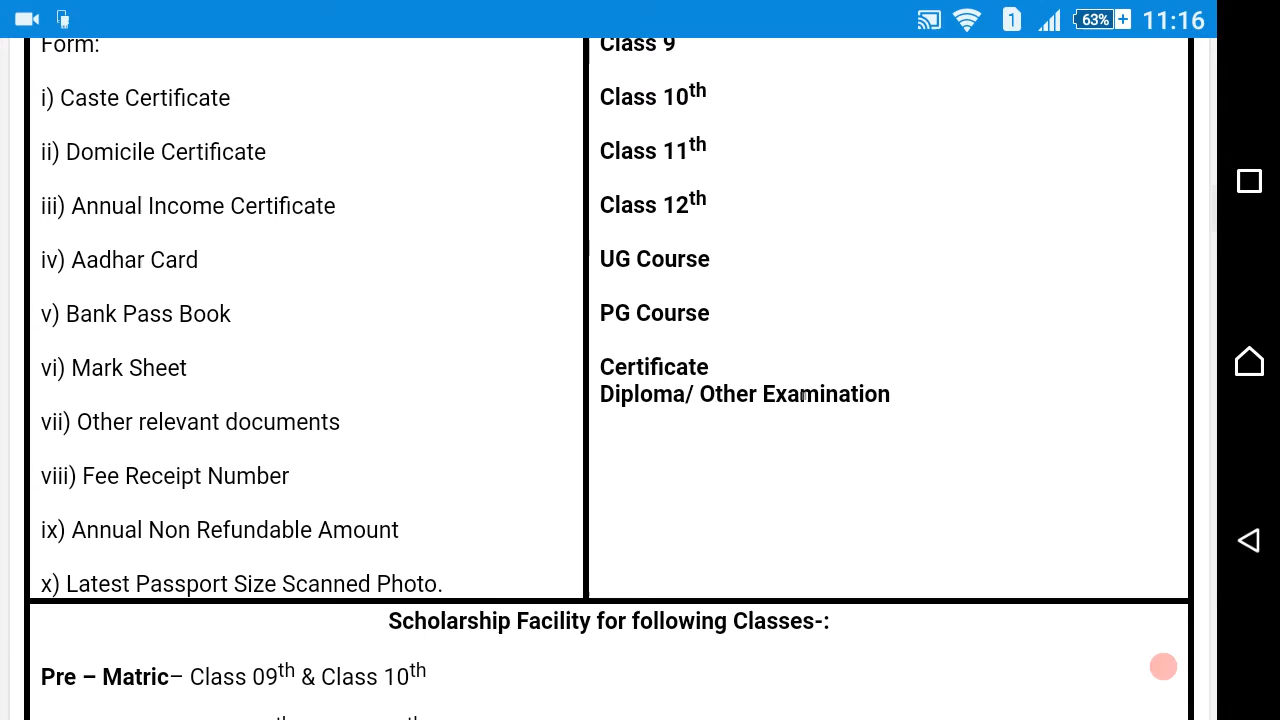 1 63% 11:16
Form:
i) Caste Certificate
ii) Domicile Certificate
iii) Annual Income Certificate
iv) Aadhar Card
v) Bank Pass Book
vi) Mark Sheet
vii) Other relevant documents
viii) Fee Receipt Number
ix) Annual Non Refundable Amount
x) Latest Passport Size Scanned Photo.
Class 9
Class 10th
Class 11th
Class 12th
UG Course
PG Course
Certificate
Diploma/ Other Examination
Scholarship Facility for following Classes-:
Pre – Matric– Class 09th & Class 10th